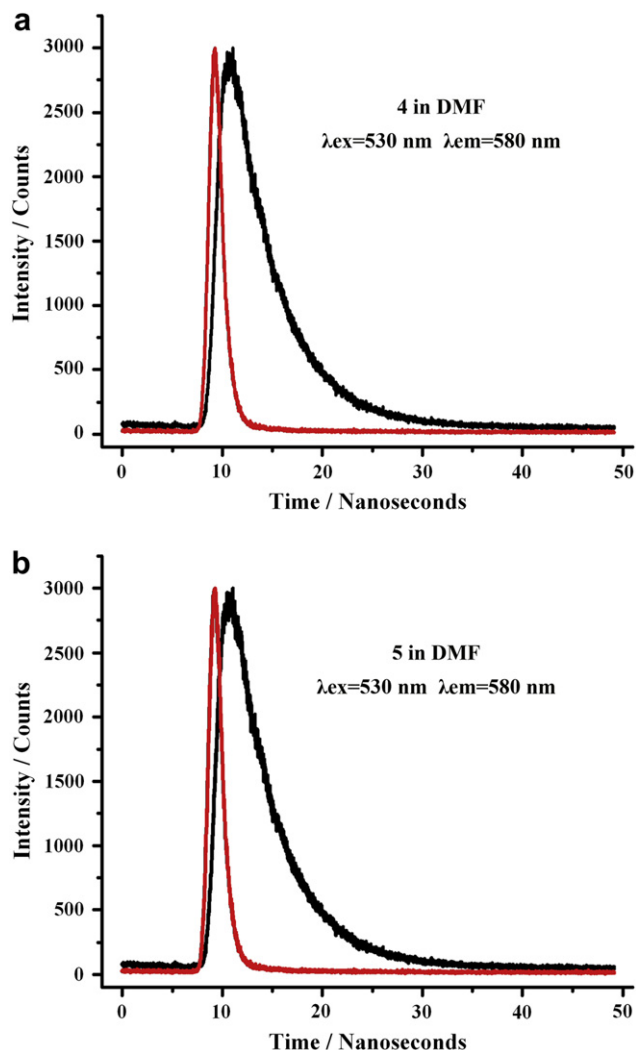 a
3000
2500
2000
1500
1000
500
0
Intensity / Counts
4 in DMF
λex=530 nm λem=580 nm
0 10 20 30 40 50
Time / Nanoseconds
b
3000
2500
2000
1500
1000
500
0
Intensity / Counts
5 in DMF
λex=530 nm λem=580 nm
0 10 20 30 40 50
Time / Nanoseconds